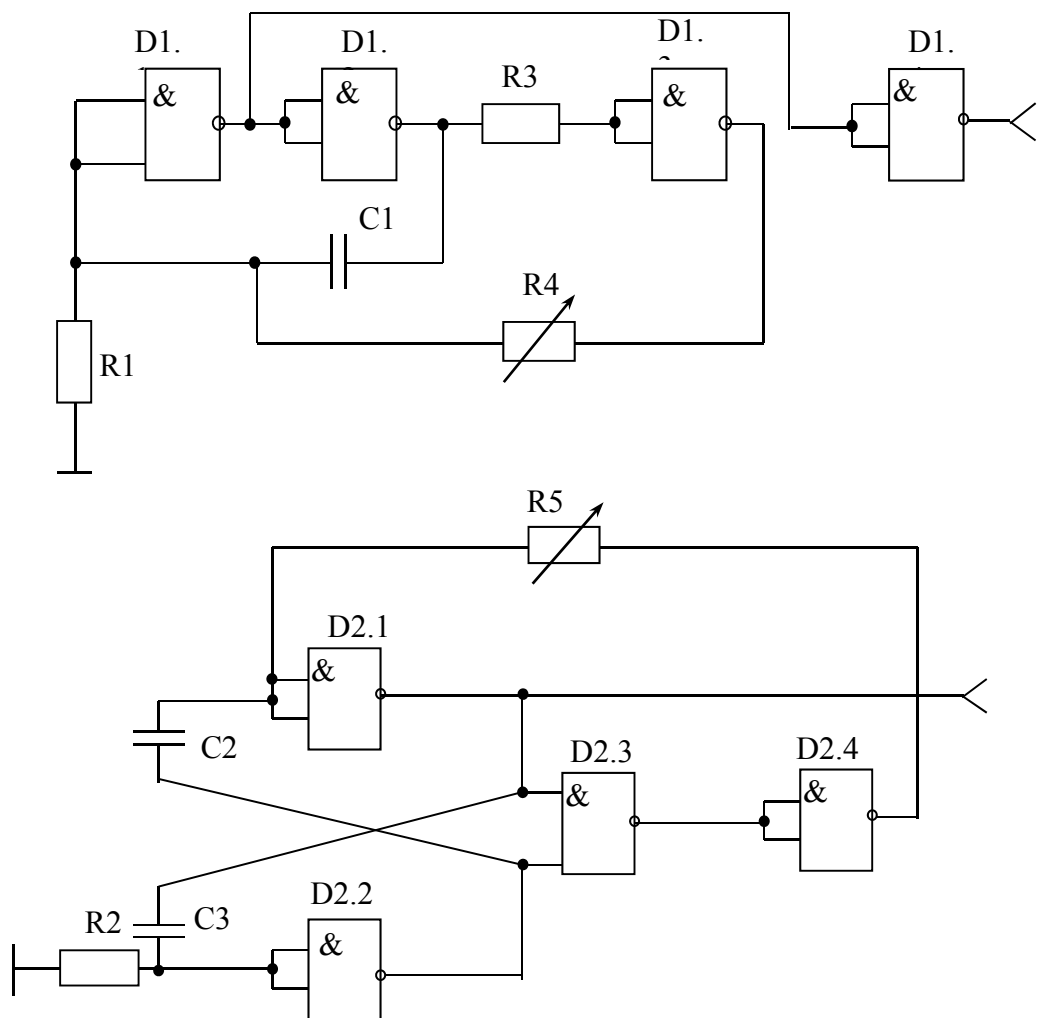 D1. D1. D1. D1.
& & R3 & &
C1
R4
R1
R5
D2.1
&
C2 D2.3 D2.4
& &
D2.2
R2 C3
&